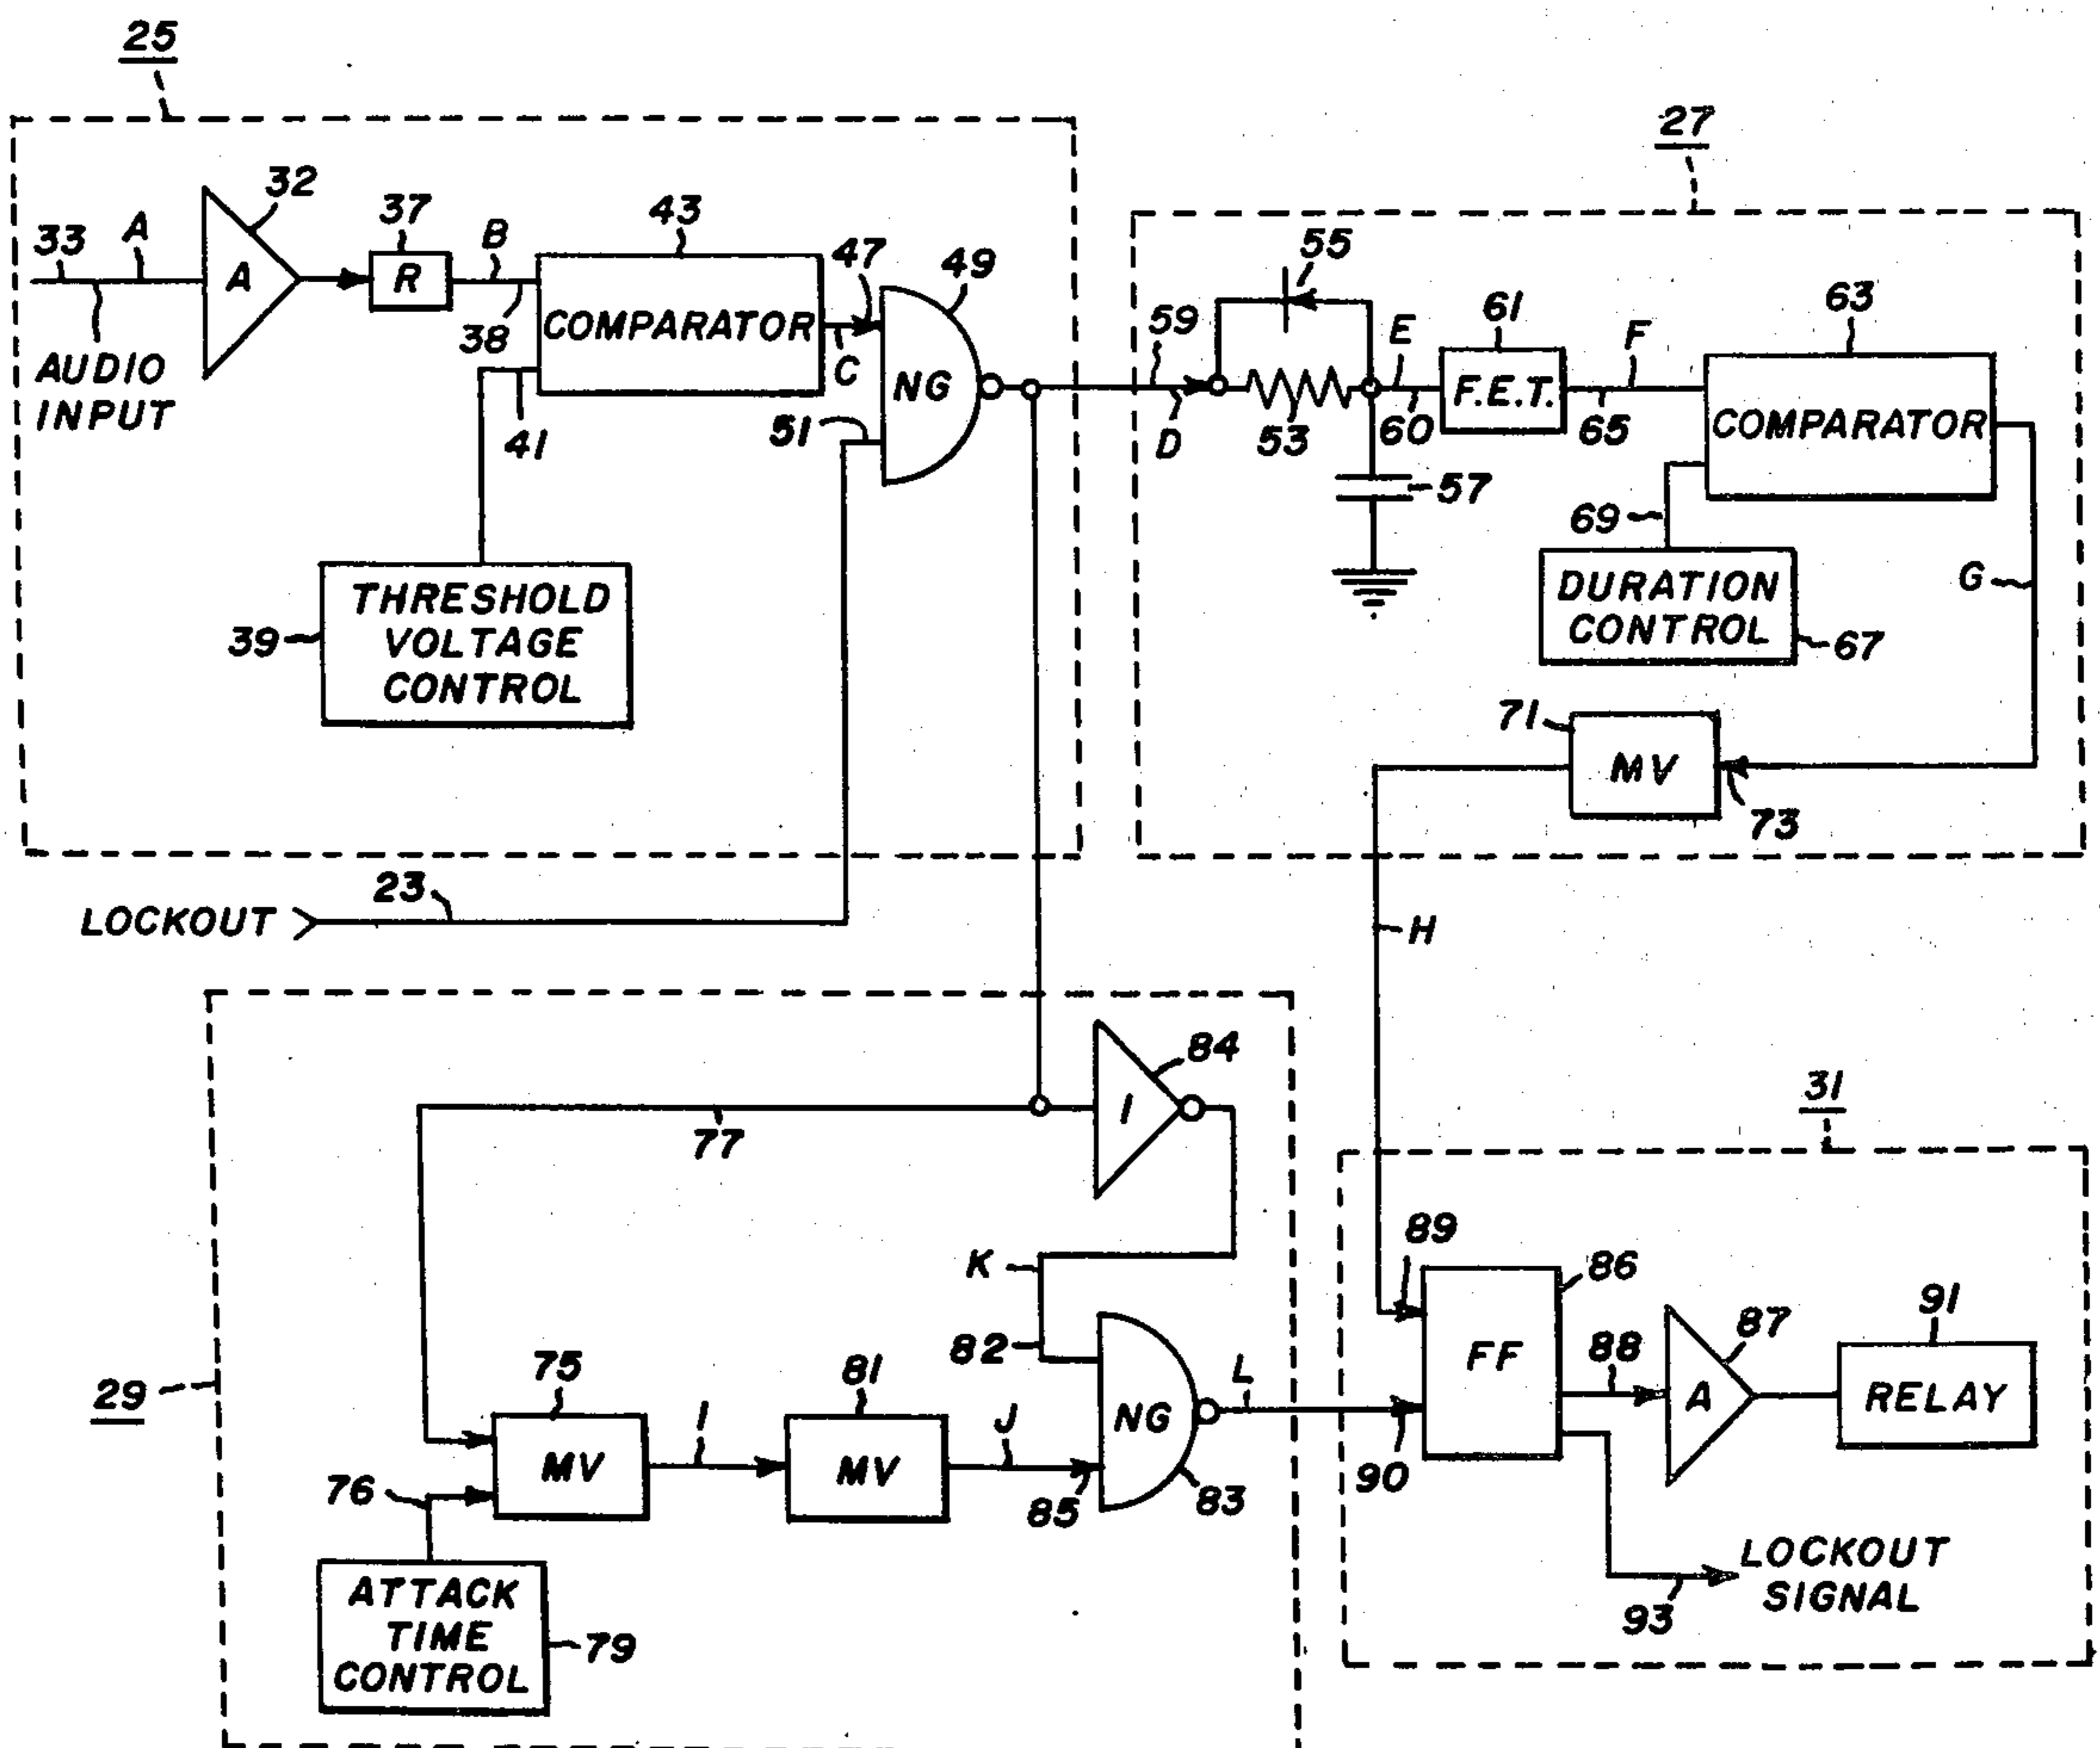 25
27
32
33
A
A
37
R
B
38
43
COMPARATOR
47
C
49
NG
AUDIO
INPUT
41
51
THRESHOLD
VOLTAGE
CONTROL
39
59
D
55
53
E
60
61
F.E.T.
F
65
63
COMPARATOR
57
69
DURATION
CONTROL
67
G
71
MV
73
LOCKOUT
23
H
84
I
77
31
K
82
89
86
FF
88
87
A
91
RELAY
29
75
MV
I
81
MV
J
85
NG
83
L
90
76
ATTACK
TIME
CONTROL
79
LOCKOUT
SIGNAL
93